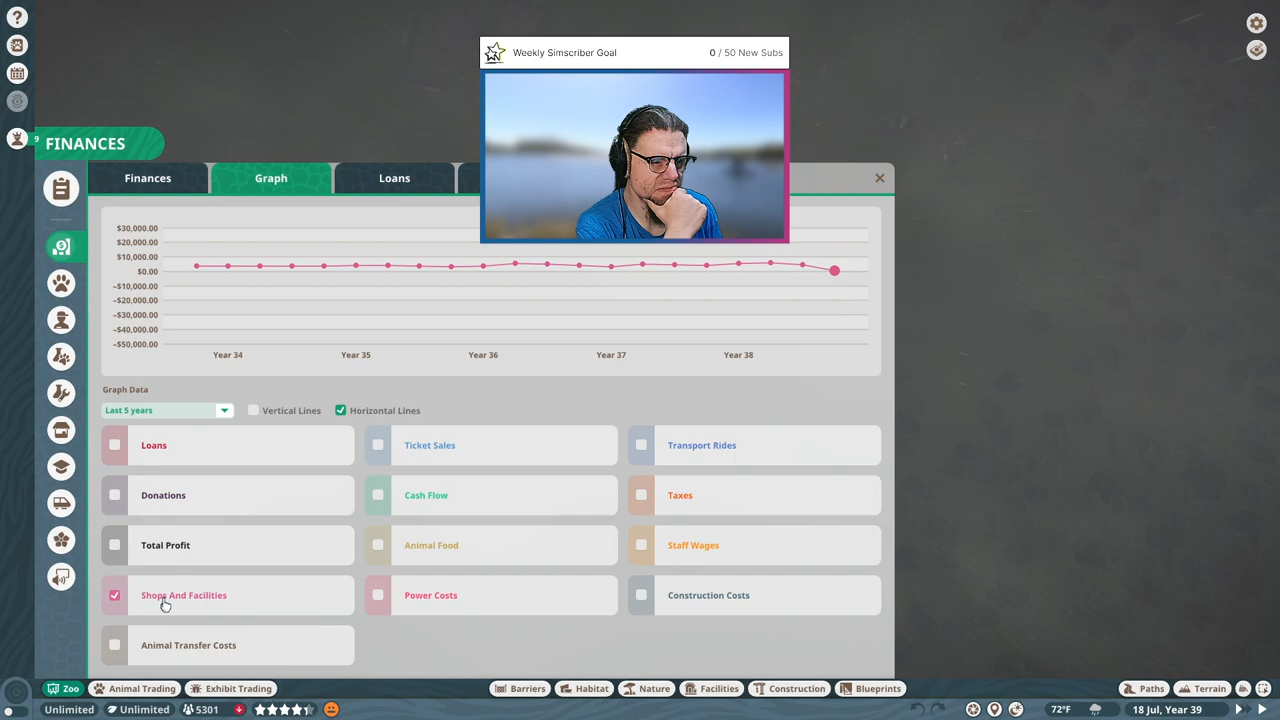 Weekly Simscriber Goal 0 / 50 New Subs
9
FINANCES
Finances Graph Loans
$30,000.00
$20,000.00
$10,000.00
$0.00
-$10,000.00
-$20,000.00
-$30,000.00
-$40,000.00
-$50,000.00
Year 34 Year 35 Year 36 Year 37 Year 38
Graph Data
Last 5 years Vertical Lines Horizontal Lines
Loans Ticket Sales Transport Rides
Donations Cash Flow Taxes
Total Profit Animal Food Staff Wages
Shops And Facilities Power Costs Construction Costs
Animal Transfer Costs
Zoo Animal Trading Exhibit Trading Barriers Habitat Nature Facilities Construction Blueprints Paths Terrain
Unlimited Unlimited 5301 72°F 18 Jul, Year 39